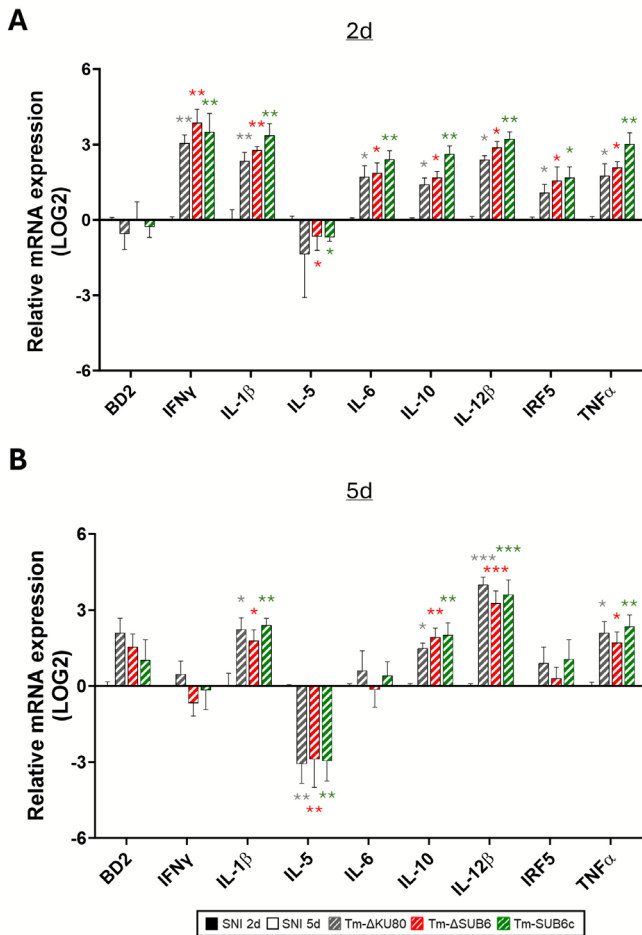 A
2d
Relative mRNA expression
(LOG2)
6
3
0
-3
-6
** ** **
** ** **
* *
* * **
* * **
* * **
* * *
* * **
BD2 IFNγ IL-1β IL-5 IL-6 IL-10 IL-12β IRF5 TNFα
B
5d
Relative mRNA expression
(LOG2)
6
3
0
-3
-6
* * **
** ** **
* ** **
*** *** ***
* * **
BD2 IFNγ IL-1β IL-5 IL-6 IL-10 IL-12β IRF5 TNFα
SNI 2d SNI 5d Tm-ΔKU80 Tm-ΔSUB6 Tm-SUB6c